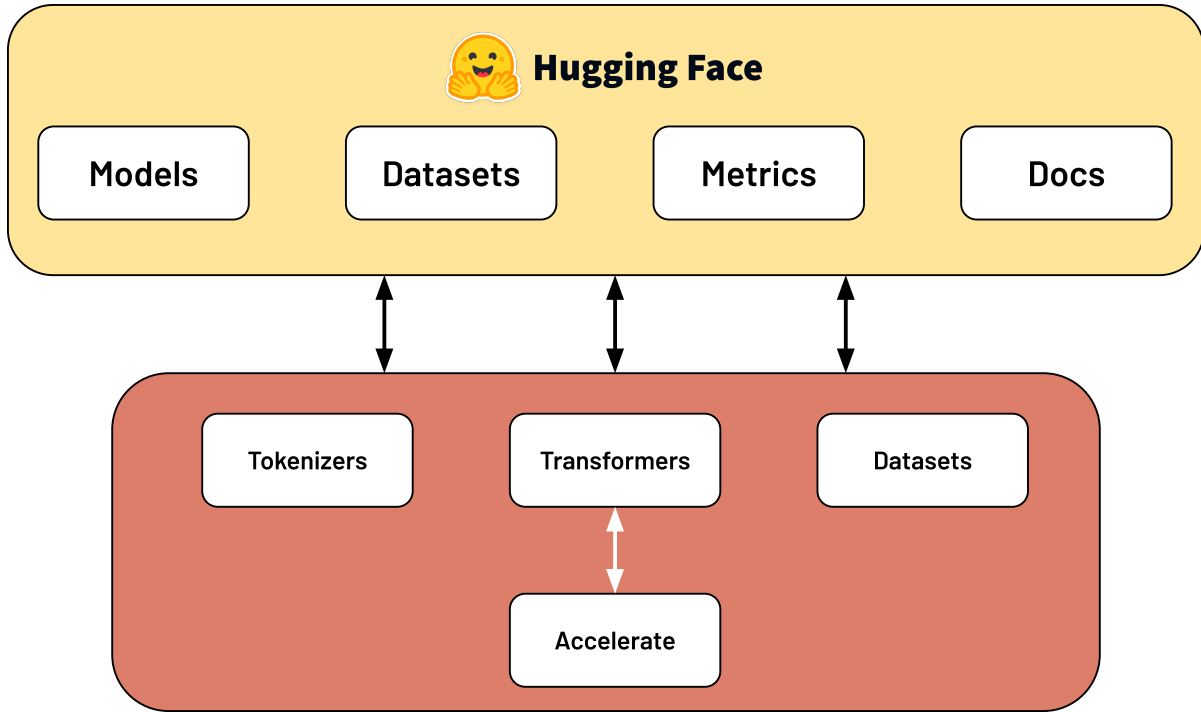 Hugging Face
Models
Datasets
Metrics
Docs
Tokenizers
Transformers
Datasets
Accelerate